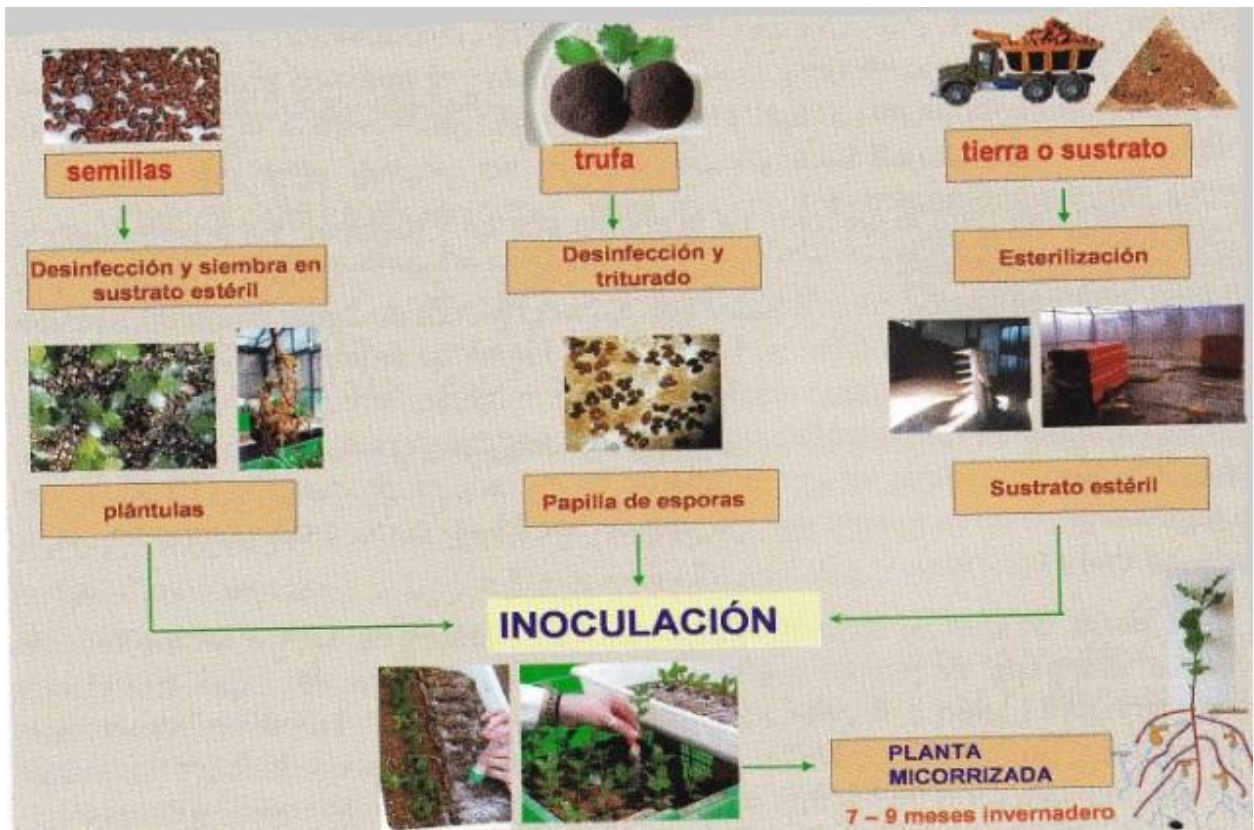 semillas
trufa
tierra o sustrato
Desinfección y siembra en
sustrato estéril
Desinfección y
triturado
Esterilización
plántulas
Papilla de esporas
Sustrato estéril
INOCULACIÓN
PLANTA
MICORRIZADA
7 – 9 meses invernadero